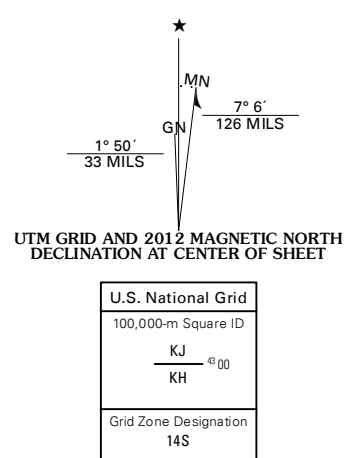 ★
MN
GN
7° 6´
126 MILS
1° 50´
33 MILS
UTM GRID AND 2012 MAGNETIC NORTH
DECLINATION AT CENTER OF SHEET
U.S. National Grid
100,000-m Square ID
KJ
KH
43 00
Grid Zone Designation
14S